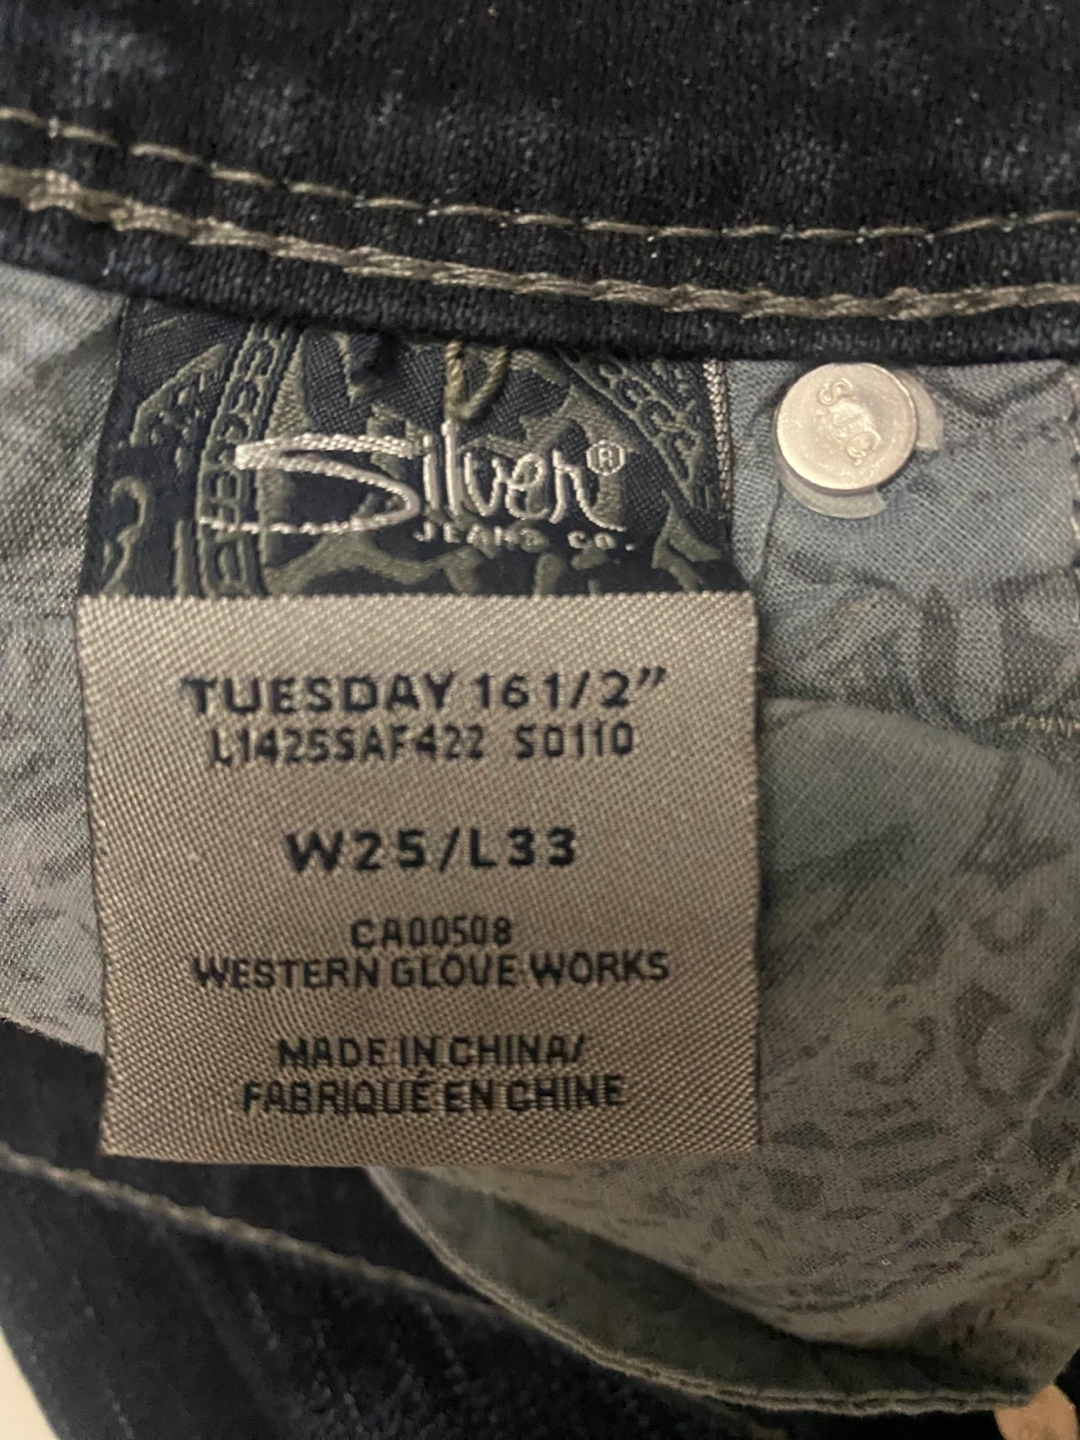 Silver®
JEANS CO.
TUESDAY 16 1/2”
L1425SAF422 S0110
W25/L33
CA00508
WESTERN GLOVE WORKS
MADE IN CHINA/
FABRIQUÉ EN CHINE